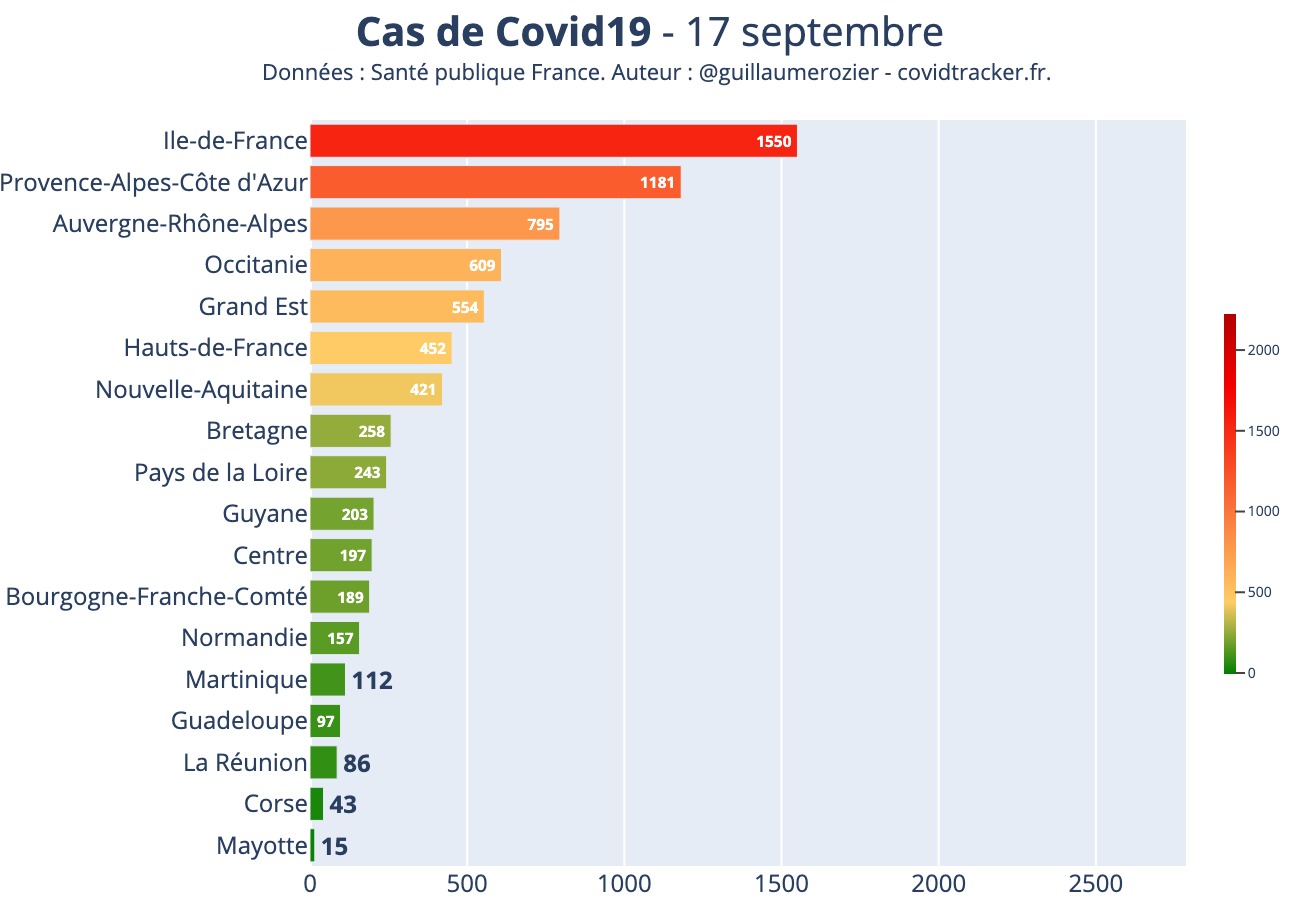 Cas de Covid19 - 17 septembre
Données : Santé publique France. Auteur : @guillaumerozier - covidtracker.fr.
Ile-de-France 1550
Provence-Alpes-Côte d'Azur 1181
Auvergne-Rhône-Alpes 795
Occitanie 609
Grand Est 554
Hauts-de-France 452
Nouvelle-Aquitaine 421
Bretagne 258
Pays de la Loire 243
Guyane 203
Centre 197
Bourgogne-Franche-Comté 189
Normandie 157
Martinique 112
Guadeloupe 97
La Réunion 86
Corse 43
Mayotte 15
0 500 1000 1500 2000 2500
2000
1500
1000
500
0